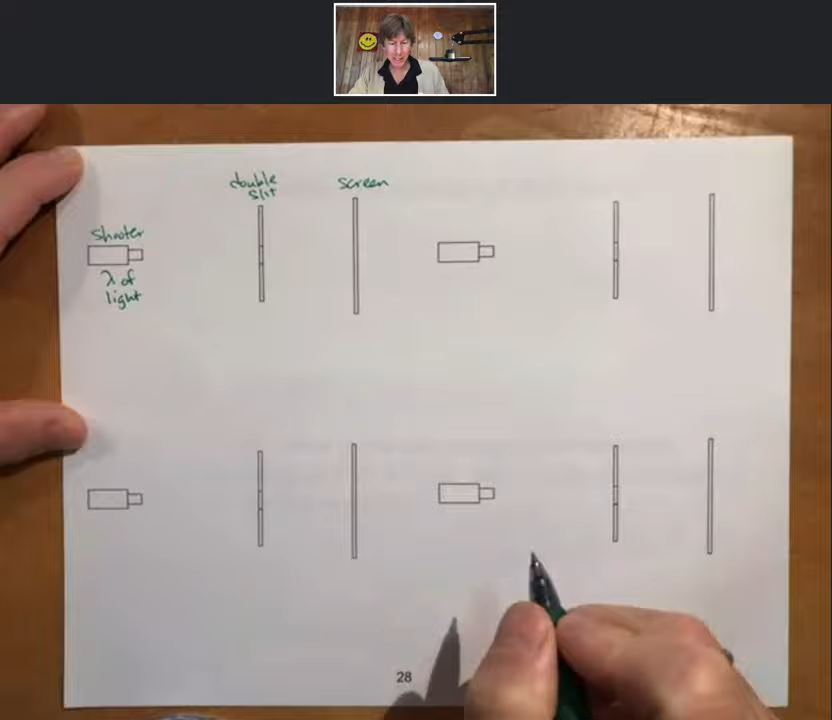 double
slit
screen
shooter
λ of
light
28